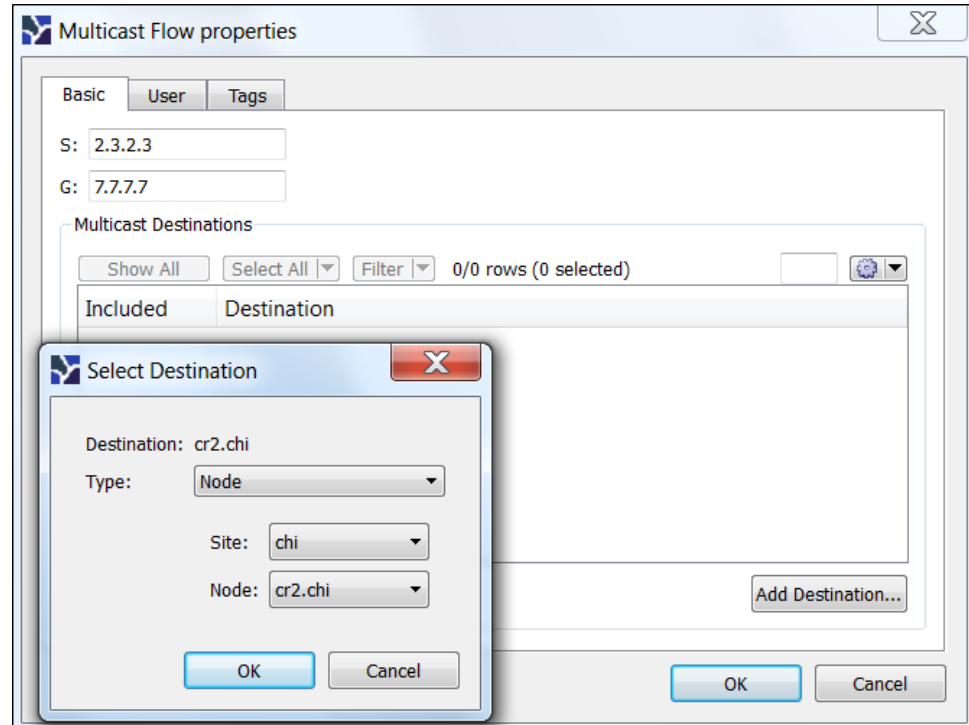 Multicast Flow properties
Basic User Tags
S: 2.3.2.3
G: 7.7.7.7
Multicast Destinations
Show All Select All Filter 0/0 rows (0 selected)
Included Destination
Select Destination
Destination: cr2.chi
Type: Node
Site: chi
Node: cr2.chi
OK Cancel
Add Destination...
OK Cancel